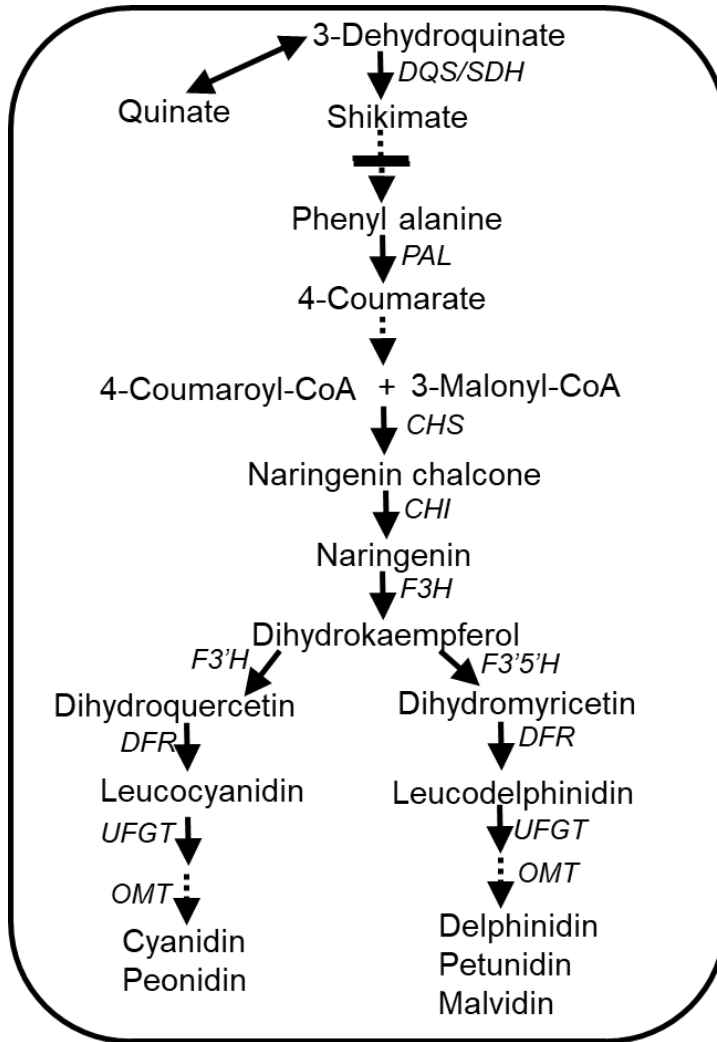 3-Dehydroquinate
DQS/SDH
Quinate
Shikimate
Phenyl alanine
PAL
4-Coumarate
4-Coumaroyl-CoA + 3-Malonyl-CoA
CHS
Naringenin chalcone
CHI
Naringenin
F3H
Dihydrokaempferol
F3'H F3'5'H
Dihydroquercetin Dihydromyricetin
DFR DFR
Leucocyanidin Leucodelphinidin
UFGT UFGT
OMT OMT
Cyanidin Delphinidin
Peonidin Petunidin
Malvidin